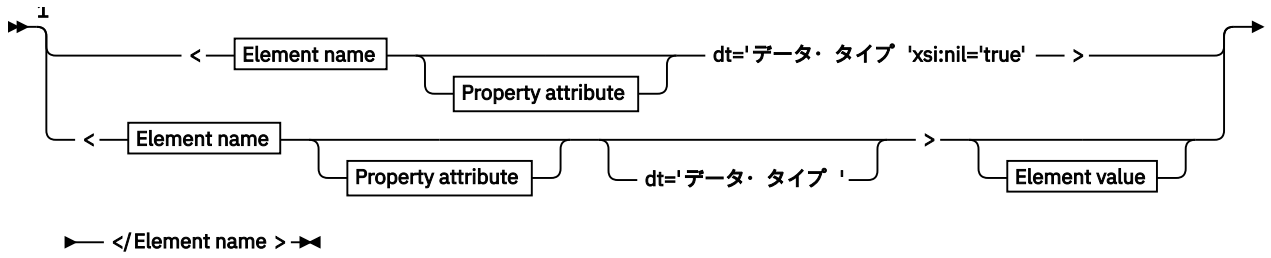 1
< Element name dt='データ・タイプ 'xsi:nil='true' >
Property attribute
< Element name > 
Property attribute dt='データ・タイプ ' Element value
</Element name >